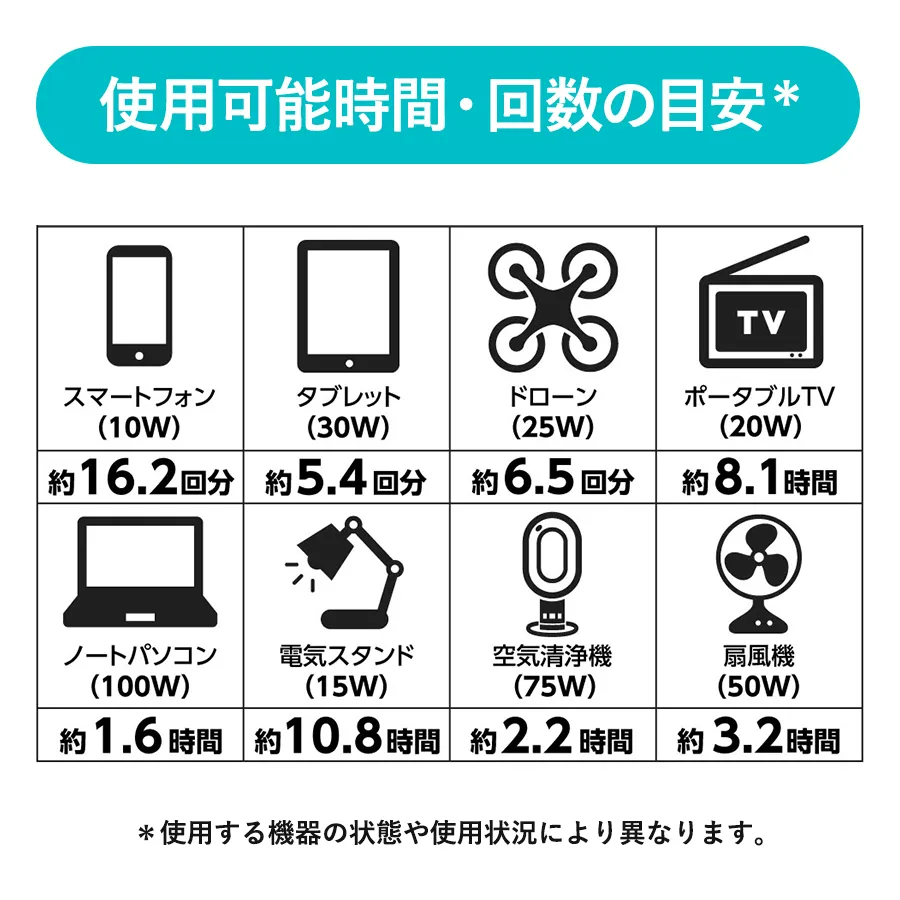 使用可能時間・回数の目安*
TV
スマートフォン
(10W)
タブレット
(30W)
ドローン
(25W)
ポータブルTV
(20W)
約16.2回分
約5.4回分
約6.5回分
約8.1時間
ノートパソコン
(100W)
電気スタンド
(15W)
空気清浄機
(75W)
扇風機
(50W)
約1.6時間
約10.8時間
約2.2時間
約3.2時間
*使用する機器の状態や使用状況により異なります。